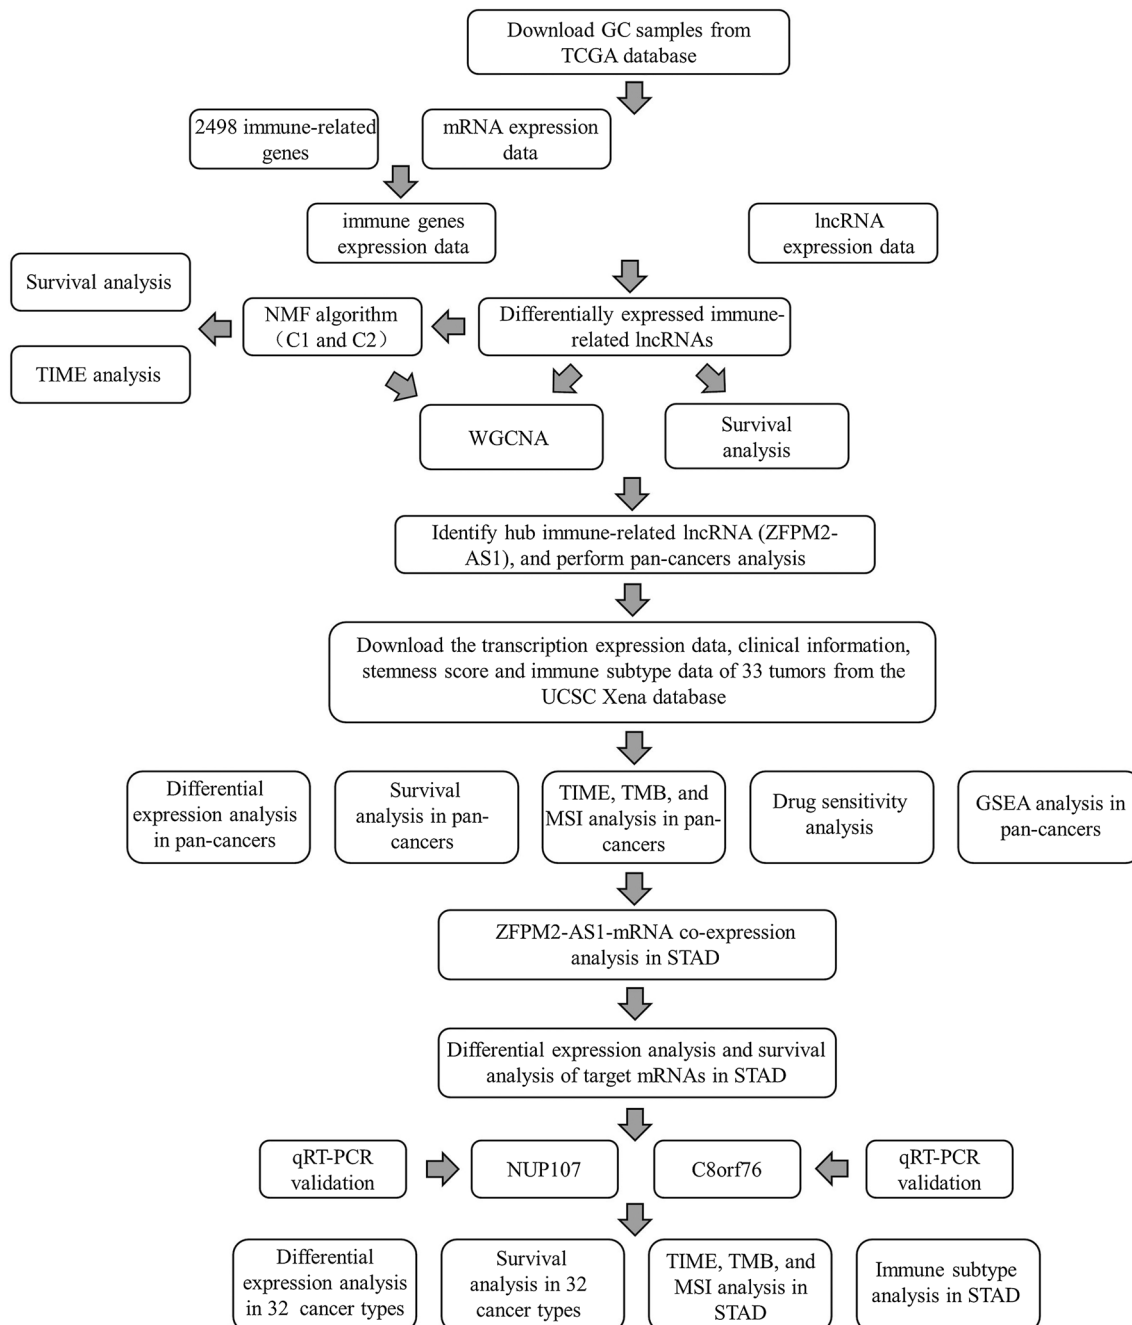 Download GC samples from
TCGA database
2498 immune-related
genes
mRNA expression
data
immune genes
expression data
lncRNA
expression data
Survival analysis
TIME analysis
NMF algorithm
（C1 and C2）
Differentially expressed immune-
related lncRNAs
WGCNA
Survival
analysis
Identify hub immune-related lncRNA (ZFPM2-
AS1), and perform pan-cancers analysis
Download the transcription expression data, clinical information,
stemness score and immune subtype data of 33 tumors from the
UCSC Xena database
Differential
expression analysis
in pan-cancers
Survival
analysis in pan-
cancers
TIME, TMB, and
MSI analysis in pan-
cancers
Drug sensitivity
analysis
GSEA analysis in
pan-cancers
ZFPM2-AS1-mRNA co-expression
analysis in STAD
Differential expression analysis and survival
analysis of target mRNAs in STAD
qRT-PCR
validation
NUP107
C8orf76
qRT-PCR
validation
Differential
expression analysis
in 32 cancer types
Survival
analysis in 32
cancer types
TIME, TMB, and
MSI analysis in
STAD
Immune subtype
analysis in STAD